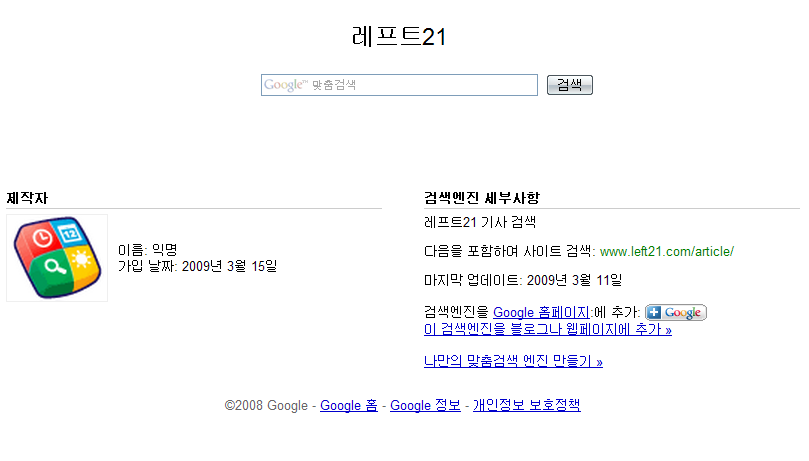 레프트21
Google™ 맞춤검색
검색
제작자
12
이름: 익명
가입 날짜: 2009년 3월 15일
검색엔진 세부사항
레프트21 기사 검색
다음을 포함하여 사이트 검색: www.left21.com/article/
마지막 업데이트: 2009년 3월 11일
검색엔진을 Google 홈페이지:에 추가: + Google
이 검색엔진을 블로그나 웹페이지에 추가 »
나만의 맞춤검색 엔진 만들기 »
©2008 Google - Google 홈 - Google 정보 - 개인정보 보호정책